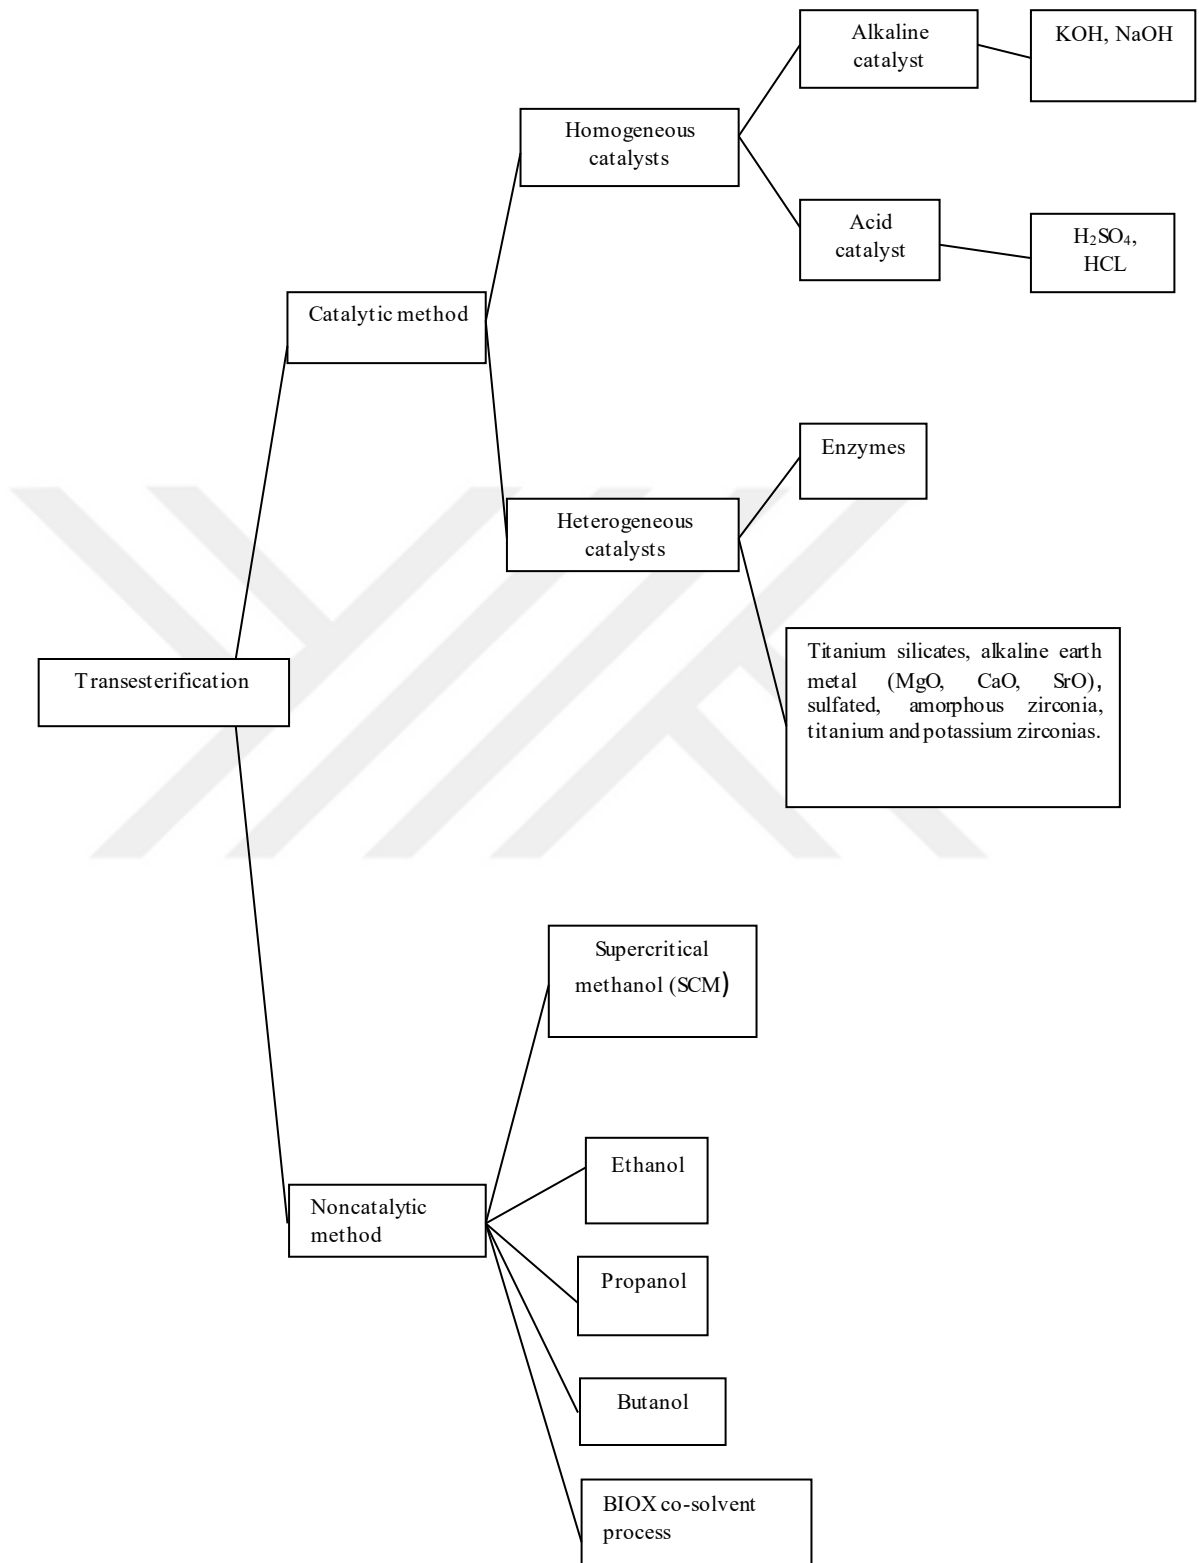 Alkaline
catalyst
KOH, NaOH
Homogeneous
catalysts
Acid
catalyst
H₂SO₄,
HCL
Catalytic method
Enzymes
Heterogeneous
catalysts
Titanium silicates, alkaline earth
metal (MgO, CaO, SrO),
sulfated, amorphous zirconia,
titanium and potassium zirconias.
Transesterification
Supercritical
methanol (SCM)
Ethanol
Noncatalytic
method
Propanol
Butanol
BIOX co-solvent
process